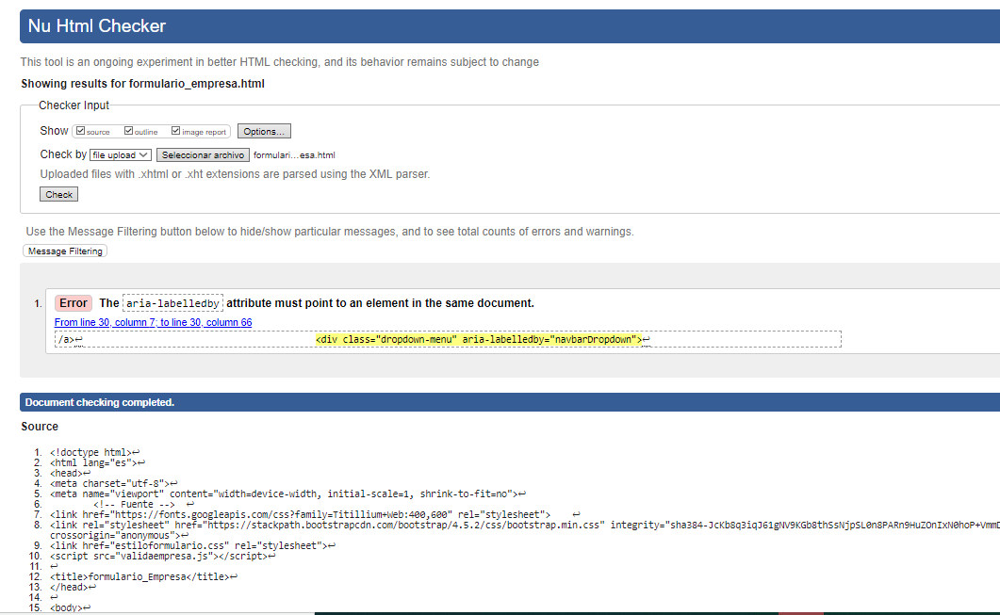 Nu Html Checker
This tool is an ongoing experiment in better HTML checking, and its behavior remains subject to change
Showing results for formulario_empresa.html
Checker Input
Show source outline image report Options...
Check by file upload Seleccionar archivo formulari...esa.html
Uploaded files with .xhtml or .xht extensions are parsed using the XML parser.
Check
Use the Message Filtering button below to hide/show particular messages, and to see total counts of errors and warnings.
Message Filtering
1. Error The aria-labelledby attribute must point to an element in the same document.
From line 30, column 7; to line 30, column 66
/a>↩ <div class="dropdown-menu" aria-labelledby="navbarDropdown">↩
Document checking completed.
Source
1. <!doctype html>↩
2. <html lang="es">↩
3. <head>↩
4. <meta charset="utf-8">↩
5. <meta name="viewport" content="width=device-width, initial-scale=1, shrink-to-fit=no">↩
6. <!-- Fuente --> ↩
7. <link href="https://fonts.googleapis.com/css?family=Titillium+Web:400,600" rel="stylesheet"> ↩
8. <link rel="stylesheet" href="https://stackpath.bootstrapcdn.com/bootstrap/4.5.2/css/bootstrap.min.css" integrity="sha384-JcKb8q3iqJ61gNV9KGb8thSsNjpSL0n8PARn9HuZOnIxN0hoP+VmmD
crossorigin="anonymous">↩
9. <link href="estiloformulario.css" rel="stylesheet">↩
10. <script src="validaempresa.js"></script>↩
11. ↩
12. <title>formulario_Empresa</title>↩
13. </head>↩
14. ↩
15. <body>↩